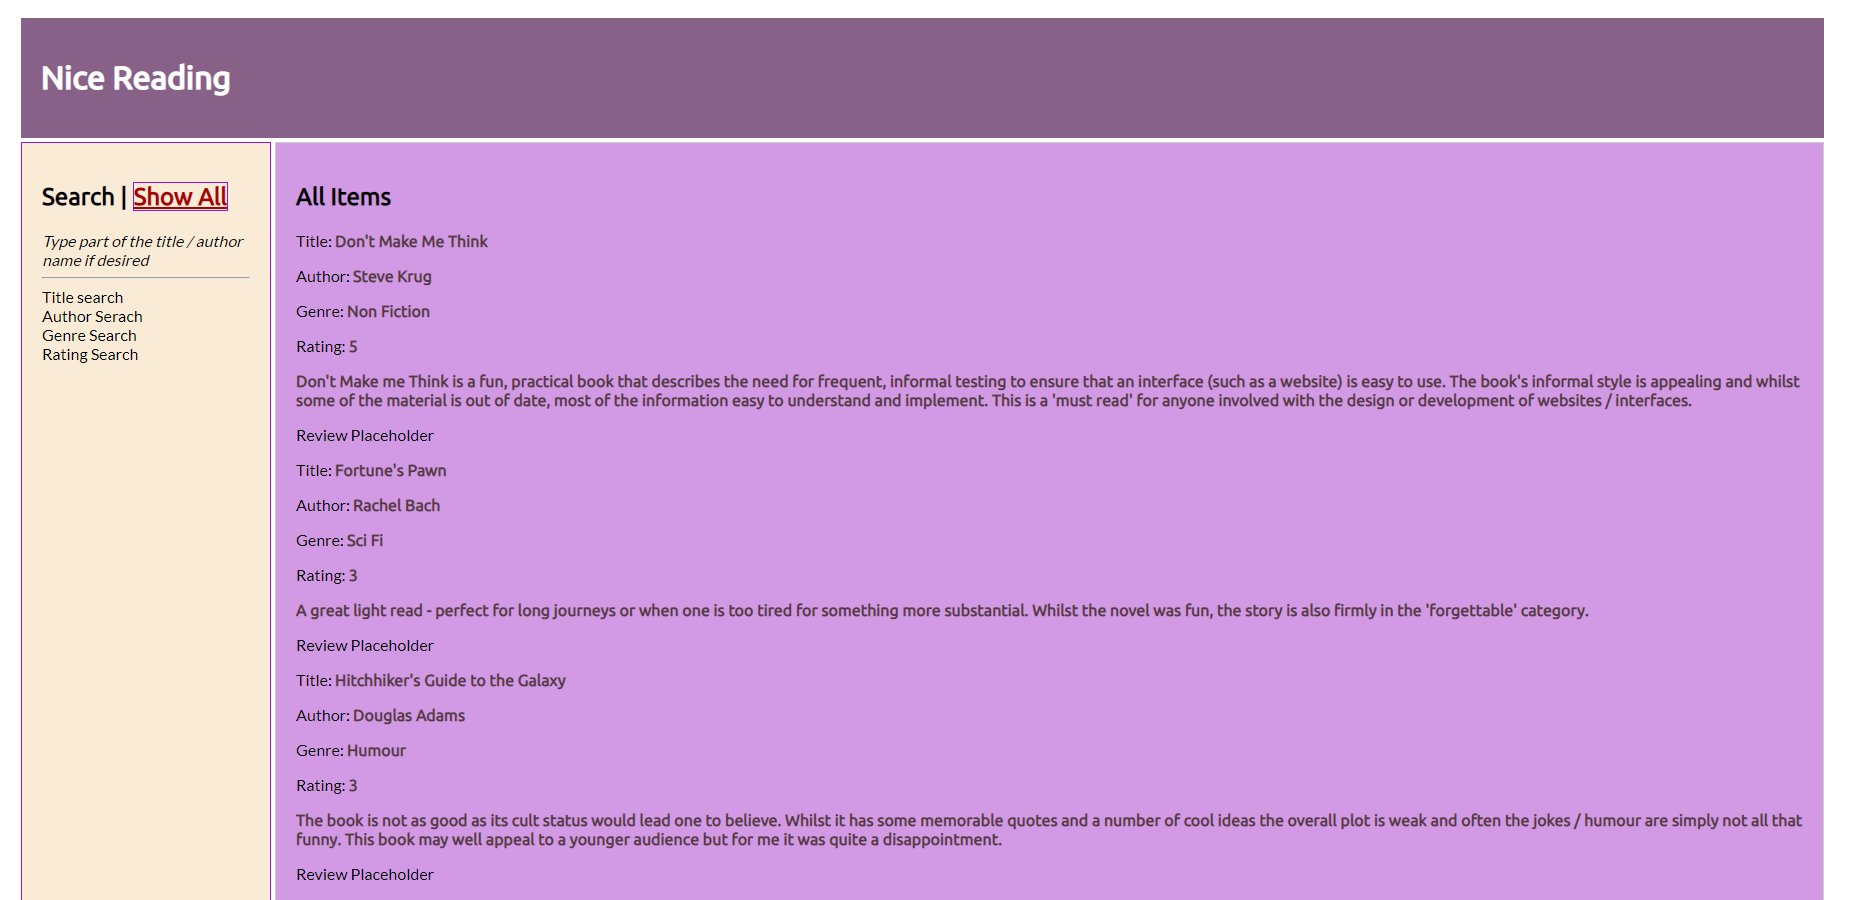 Nice Reading
Search | Show All
Type part of the title / author
name if desired
Title search
Author Serach
Genre Search
Rating Search
All Items
Title: Don't Make Me Think
Author: Steve Krug
Genre: Non Fiction
Rating: 5
Don't Make me Think is a fun, practical book that describes the need for frequent, informal testing to ensure that an interface (such as a website) is easy to use. The book's informal style is appealing and whilst
some of the material is out of date, most of the information easy to understand and implement. This is a 'must read' for anyone involved with the design or development of websites / interfaces.
Review Placeholder
Title: Fortune's Pawn
Author: Rachel Bach
Genre: Sci Fi
Rating: 3
A great light read - perfect for long journeys or when one is too tired for something more substantial. Whilst the novel was fun, the story is also firmly in the 'forgettable' category.
Review Placeholder
Title: Hitchhiker's Guide to the Galaxy
Author: Douglas Adams
Genre: Humour
Rating: 3
The book is not as good as its cult status would lead one to believe. Whilst it has some memorable quotes and a number of cool ideas the overall plot is weak and often the jokes / humour are simply not all that
funny. This book may well appeal to a younger audience but for me it was quite a disappointment.
Review Placeholder